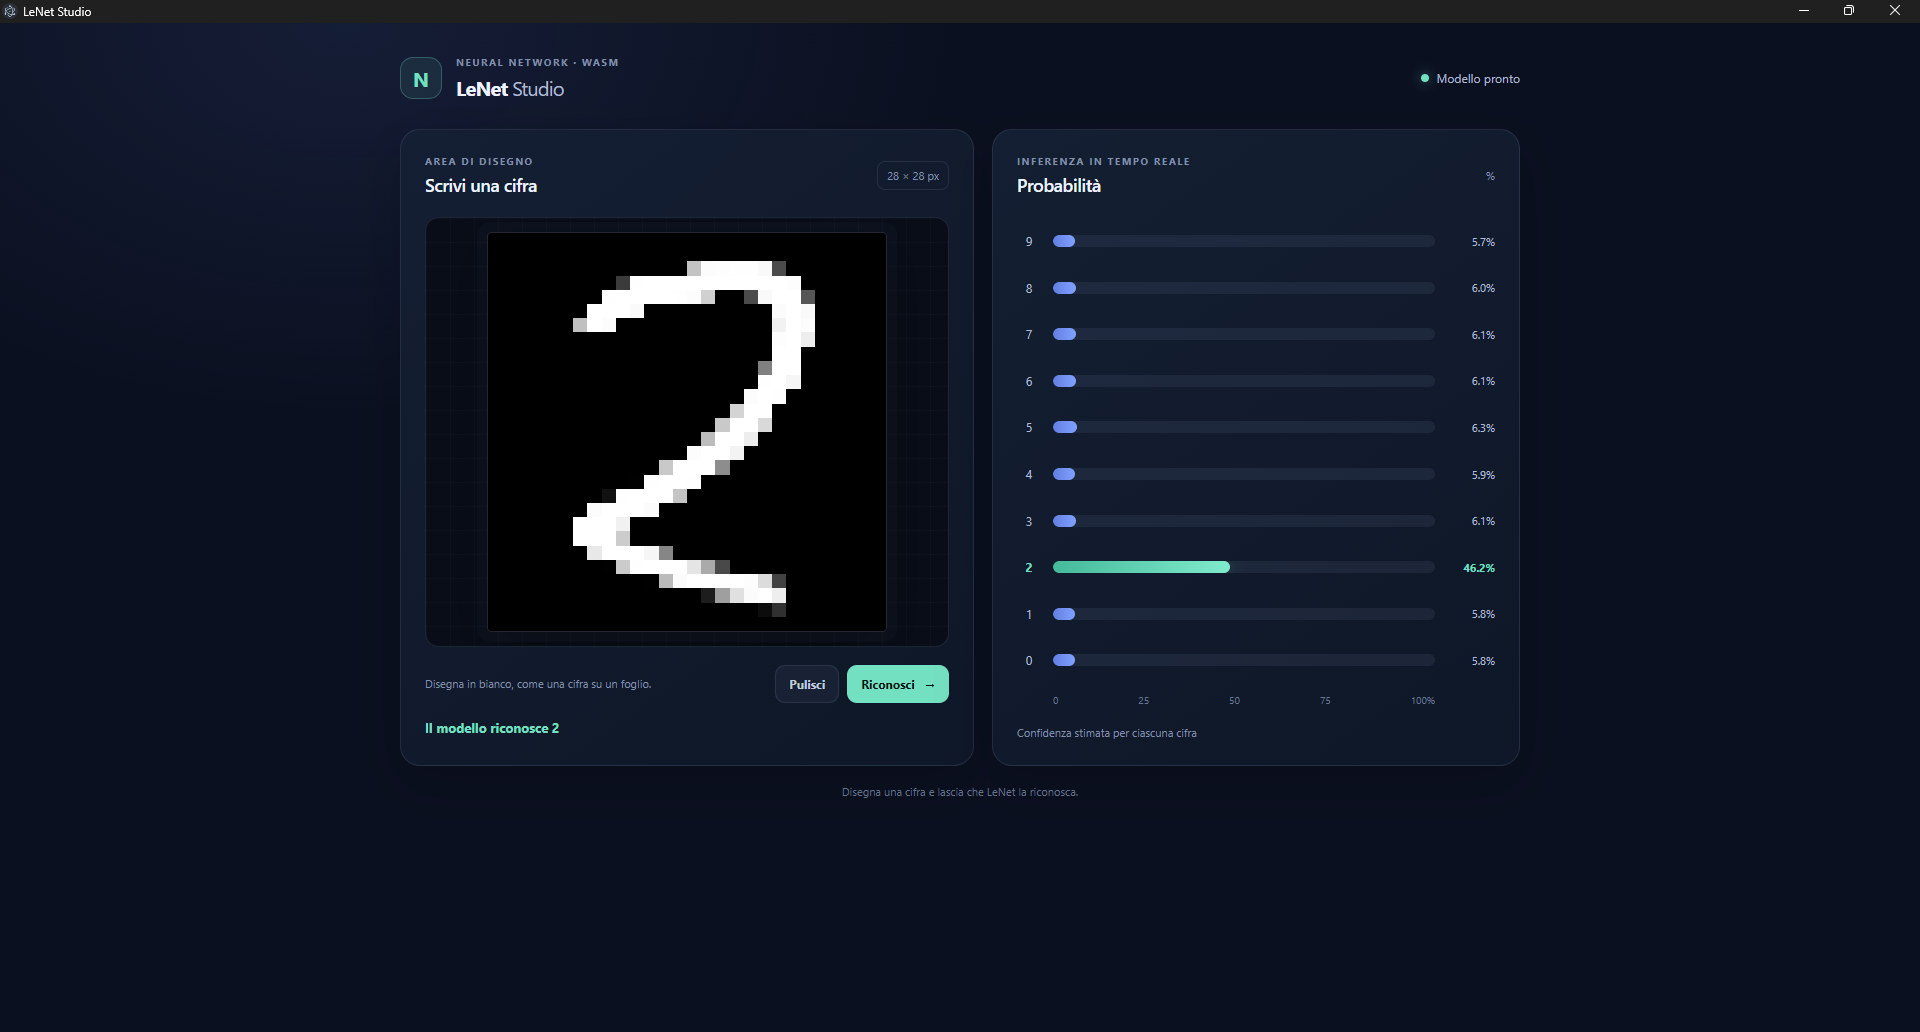 LeNet Studio
N
NEURAL NETWORK · WASM
LeNet Studio
Modello pronto
AREA DI DISEGNO
Scrivi una cifra
28 × 28 px
2
Disegna in bianco, come una cifra su un foglio.
Pulisci
Riconosci →
Il modello riconosce 2
INFERENZA IN TEMPO REALE
Probabilità
%
9 5.7%
8 6.0%
7 6.1%
6 6.1%
5 6.3%
4 5.9%
3 6.1%
2 46.2%
1 5.8%
0 5.8%
0 25 50 75 100%
Confidenza stimata per ciascuna cifra
Disegna una cifra e lascia che LeNet la riconosca.